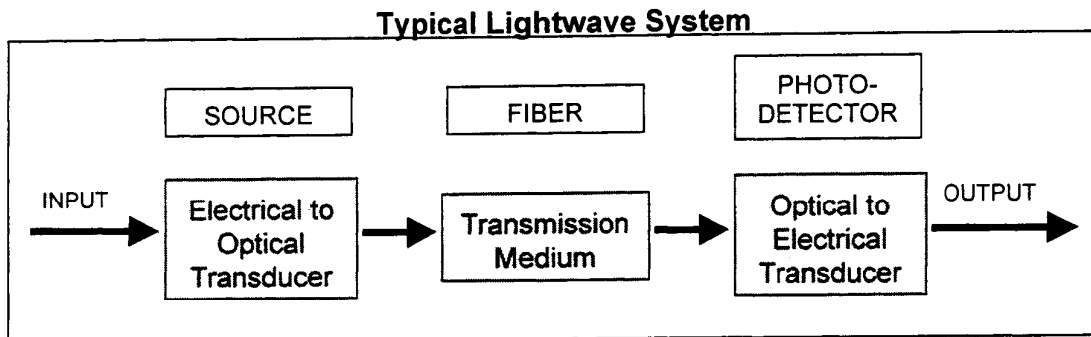 Typical Lightwave System
SOURCE
FIBER
PHOTO-
DETECTOR
INPUT
Electrical to
Optical
Transducer
Transmission
Medium
Optical to
Electrical
Transducer
OUTPUT